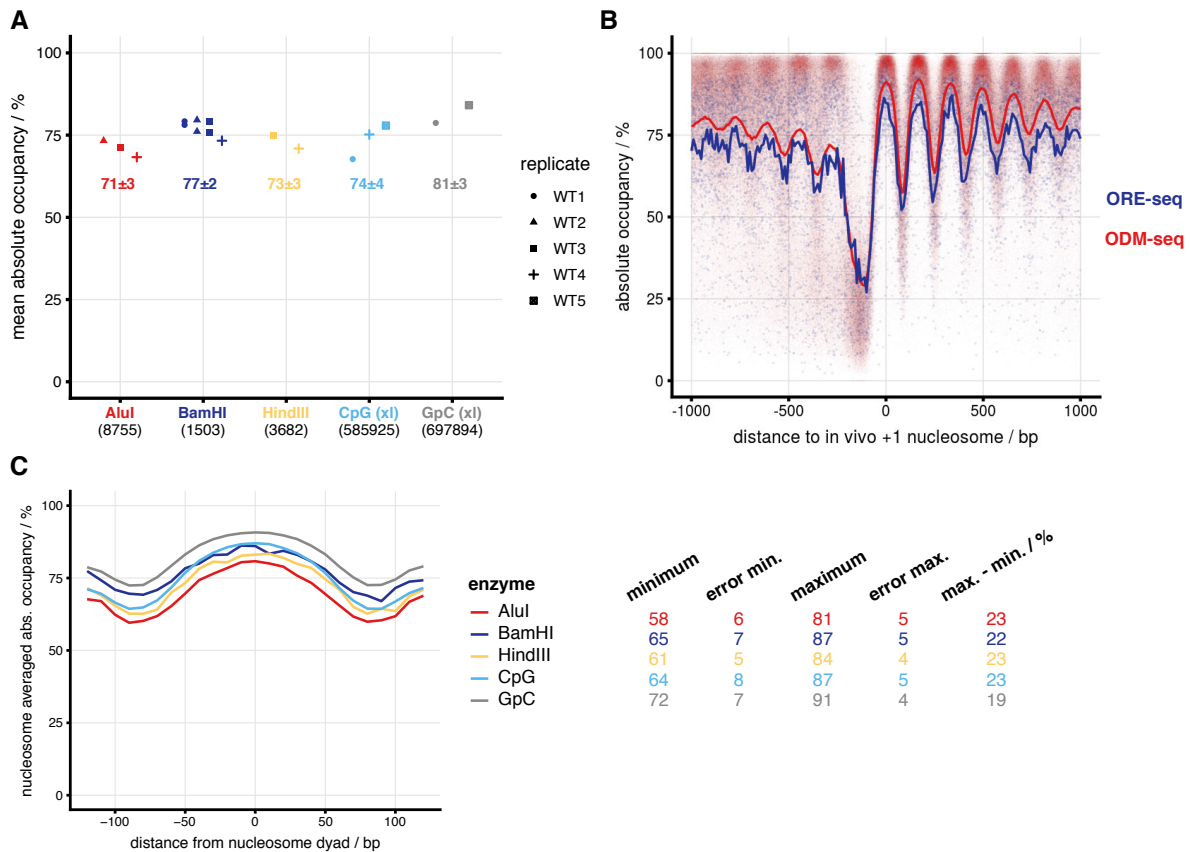 A
mean absolute occupancy / %
100
75
50
25
0
71±3
77±2
73±3
74±4
81±3
AluI
BamHI
HindIII
CpG (xl)
GpC (xl)
(8755)
(1503)
(3682)
(585925)
(697894)
replicate
WT1
WT2
WT3
WT4
WT5
B
absolute occupancy / %
100
75
50
25
0
-1000
-500
0
500
1000
distance to in vivo +1 nucleosome / bp
ORE-seq
ODM-seq
C
nucleosome averaged abs. occupancy / %
100
75
50
25
0
−100
−50
0
50
100
distance from nucleosome dyad / bp
enzyme
AluI
BamHI
HindIII
CpG
GpC
minimum error min. maximum error max. max. - min. / %
58 6 81 5 23
65 7 87 5 22
61 5 84 4 23
64 8 87 5 23
72 7 91 4 19